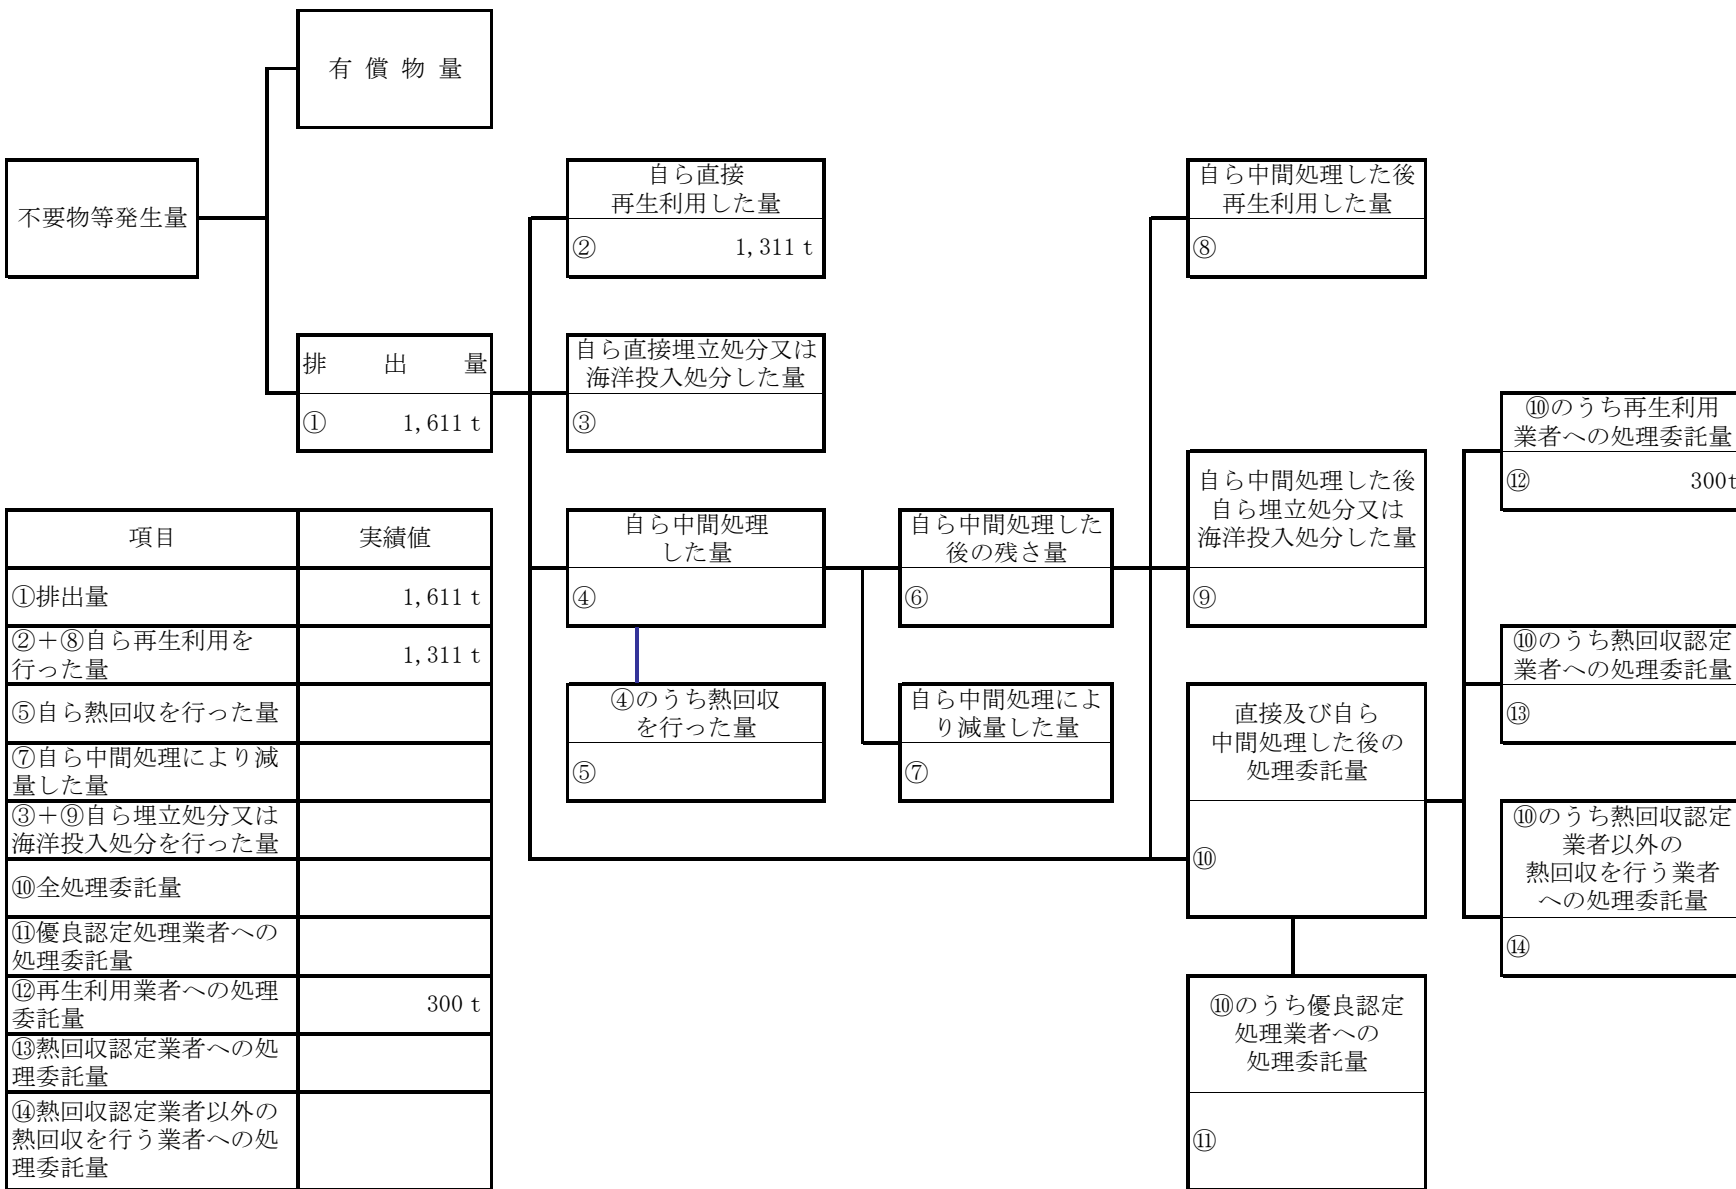 有 償 物 量
不要物等発生量
自ら直接
再生利用した量
② 1,311 t
自ら中間処理した後
再生利用した量
⑧
排 出 量
① 1,611 t
自ら直接埋立処分又は
海洋投入処分した量
③
⑩のうち再生利用
業者への処理委託量
⑫ 300t
自ら中間処理した後
自ら埋立処分又は
海洋投入処分した量
⑨
自ら中間処理
した量
④
自ら中間処理した
後の残さ量
⑥
④のうち熱回収
を行った量
⑤
自ら中間処理によ
り減量した量
⑦
⑩のうち熱回収認定
業者への処理委託量
⑬
直接及び自ら
中間処理した後の
処理委託量
⑩
⑩のうち熱回収認定
業者以外の
熱回収を行う業者
への処理委託量
⑭
⑩のうち優良認定
処理業者への
処理委託量
⑪
項目 実績値
①排出量 1,611 t
②＋⑧自ら再生利用を
行った量 1,311 t
⑤自ら熱回収を行った量
⑦自ら中間処理により減
量した量
③＋⑨自ら埋立処分又は
海洋投入処分を行った量
⑩全処理委託量
⑪優良認定処理業者への
処理委託量
⑫再生利用業者への処理
委託量 300 t
⑬熱回収認定業者への処
理委託量
⑭熱回収認定業者以外の
熱回収を行う業者への処
理委託量